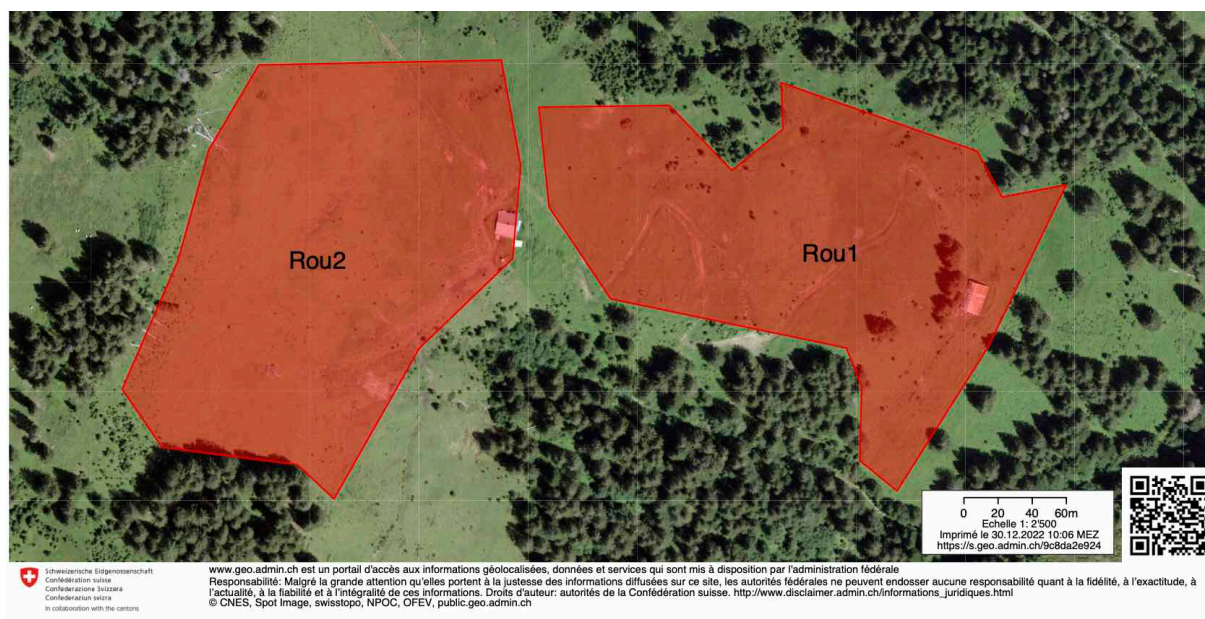 Rou2
Rou1
0 20 40 60m
Echelle 1: 2'500
Imprimé le 30.12.2022 10:06 MEZ
https://s.geo.admin.ch/9c8da2e924
Schweizerische Eidgenossenschaft
Confédération suisse
Confederazione Svizzera
Confederaziun svizra
In collaboration with the cantons
www.geo.admin.ch est un portail d'accès aux informations géolocalisées, données et services qui sont mis à disposition par l'administration fédérale
Responsabilité: Malgré la grande attention qu'elles portent à la justesse des informations diffusées sur ce site, les autorités fédérales ne peuvent endosser aucune responsabilité quant à la fidélité, à l'exactitude, à
l'actualité, à la fiabilité et à l'intégralité de ces informations. Droits d'auteur: autorités de la Confédération suisse. http://www.disclaimer.admin.ch/informations_juridiques.html
© CNES, Spot Image, swisstopo, NPOC, OFEV, public.geo.admin.ch